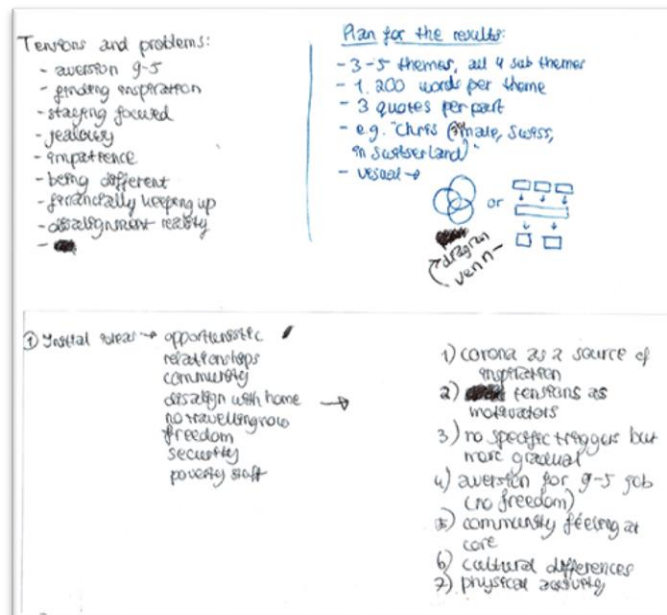 Tensions and problems:
- aversion 9-5
- finding inspiration
- staying focused
- jealousy
- impatience
- being different
- financially keeping up
- disalignment reality
-
Plan for the results:
- 3-5 themes, all 4 sub themes
- 1.200 words per theme
- 3 quotes per part
- e.g. "Chris (male, Swiss,
in Switserland)"
- visual →
or
diagram
venn-
① Initial ideas → opportunistic
relationships
community
disalign with home →
no travelling now
freedom
security
poverty stuff
1) corona as a source of
inspiration
2) tensions as
motivators
3) no specific triggers but
more gradual
4) aversion for 9-5 job
(no freedom)
5) community feeling at
core
6) cultural differences
7) physical activity